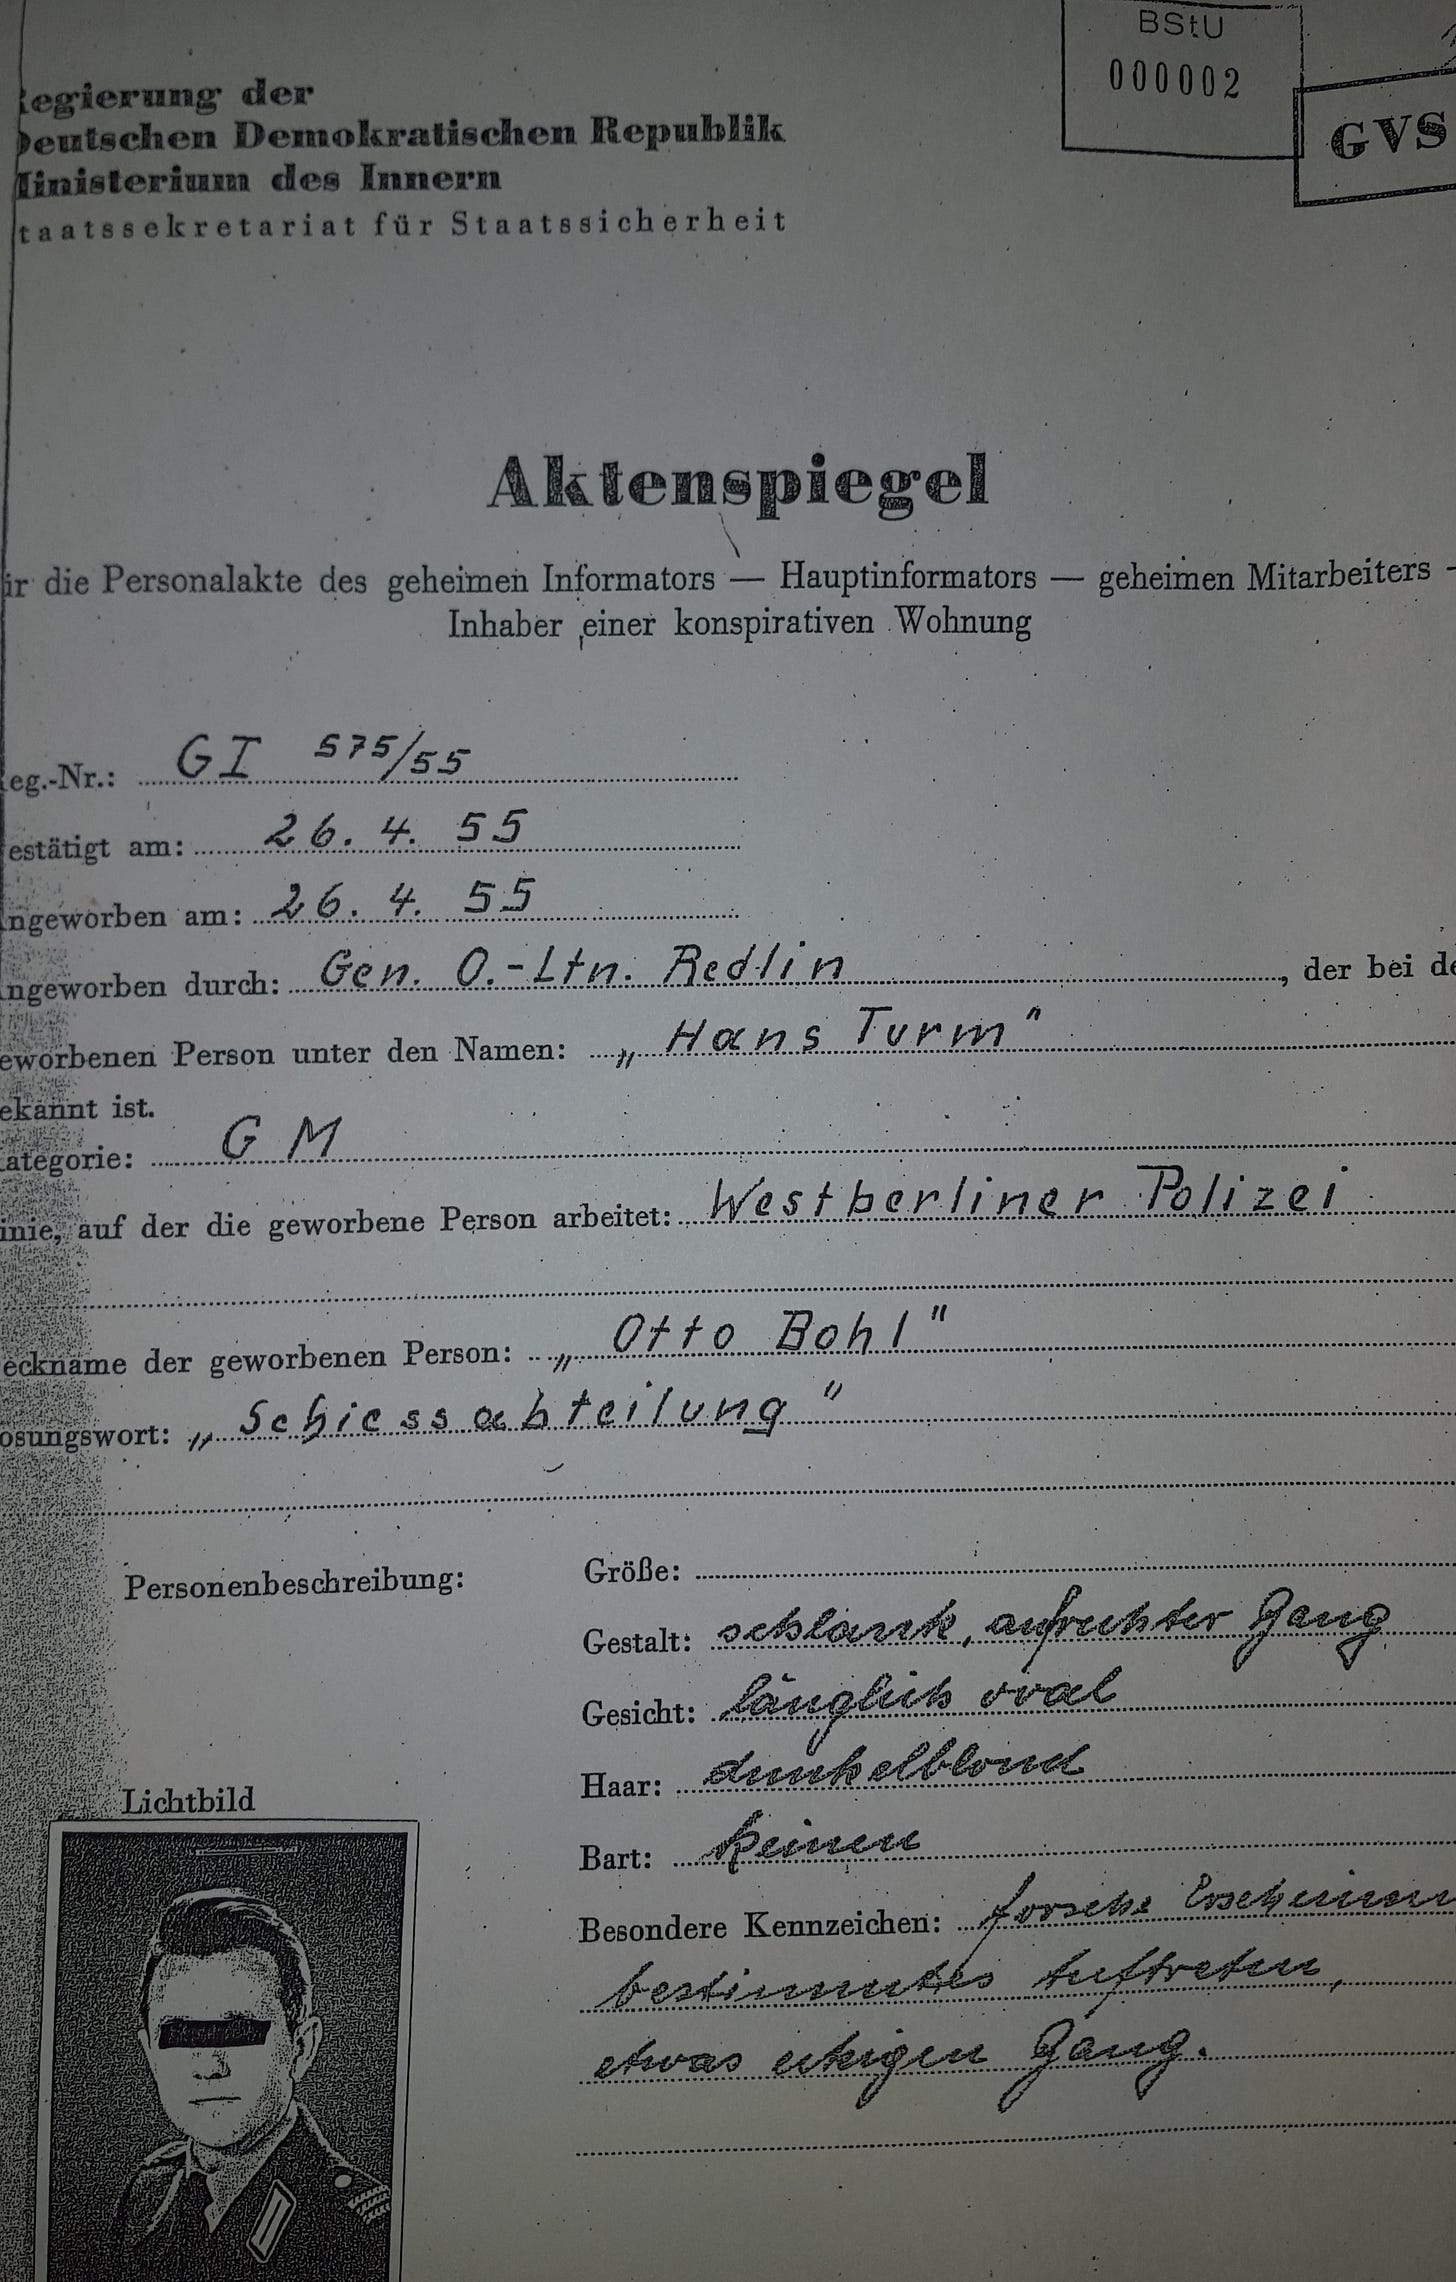 BStU
000002
GVS
egierung der
Deutschen Demokratischen Republik
Ministerium des Innern
taatssekretariat für Staatssicherheit
Aktenspiegel
ür die Personalakte des geheimen Informators — Hauptinformators — geheimen Mitarbeiters -
Inhaber einer konspirativen Wohnung
eg.-Nr.: GI 575/55
estätigt am: 26. 4. 55
ngeworben am: 26. 4. 55
ngeworben durch: Gen. O.-Ltn. Redlin, der bei de
eworbenen Person unter den Namen: „Hans Turm"
ekannt ist.
ategorie: GM
inie, auf der die geworbene Person arbeitet: Westberliner Polizei
eckname der geworbenen Person: „Otto Bohl"
osungswort: „Schiessabteilung"
Personenbeschreibung:
Größe:
Gestalt: schlank, aufrechter Gang
Gesicht: länglich oval
Haar: dunkelblond
Bart: keinen
Besondere Kennzeichen: forsche Erscheinun
bestimmtes Auftreten,
etwas eckigen Gang.
Lichtbild